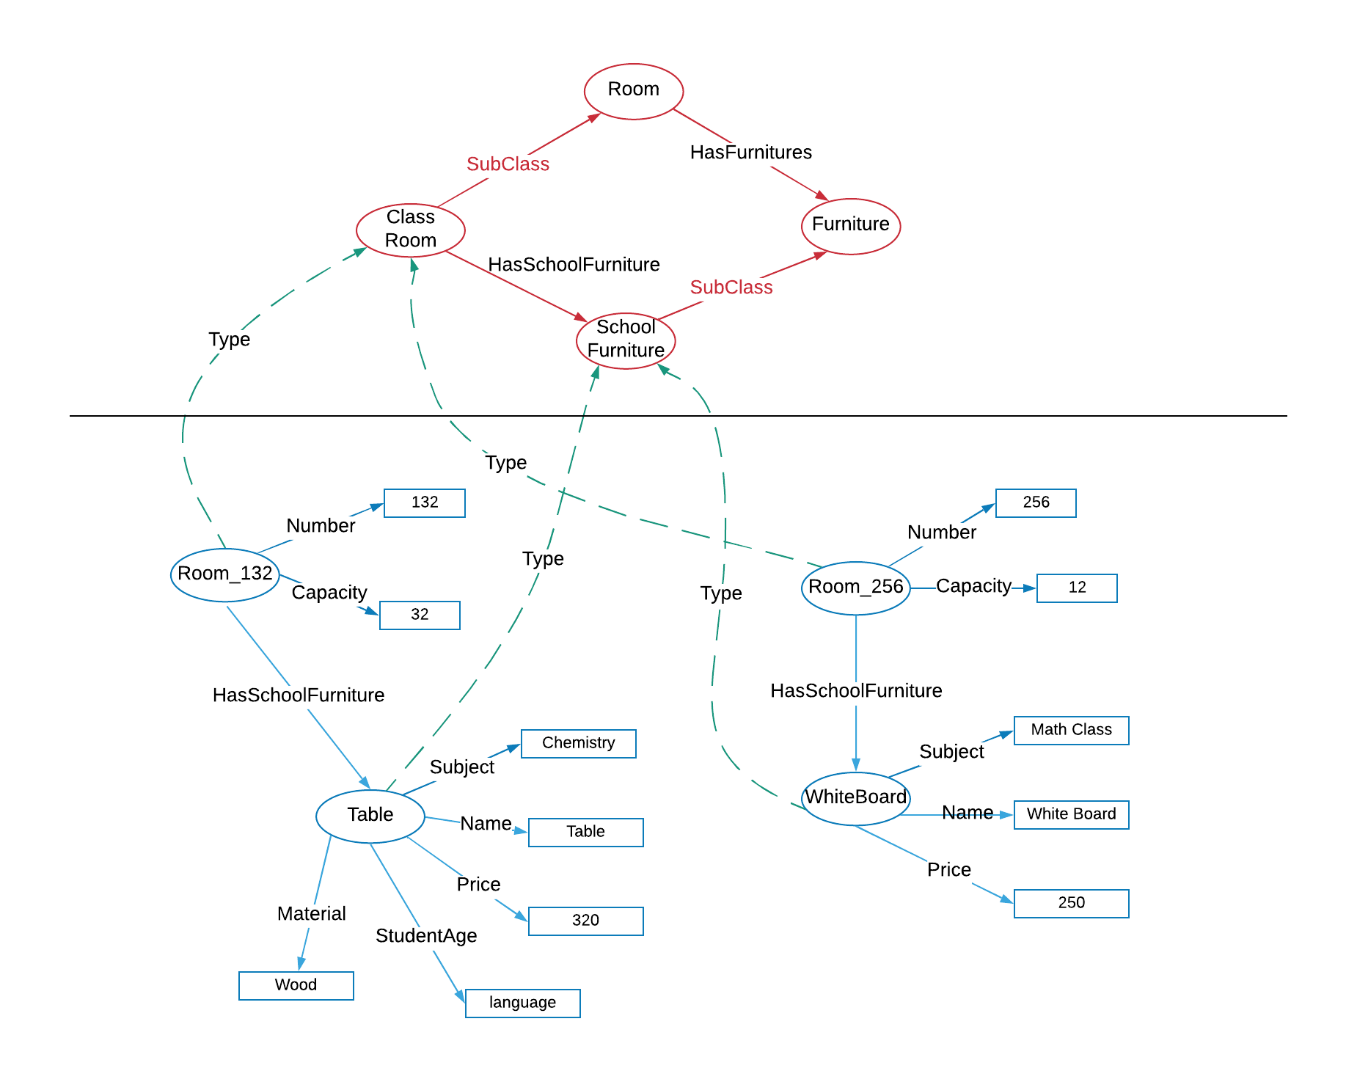 Room
HasFurnitures
SubClass
Class
Room
Furniture
HasSchoolFurniture
SubClass
School
Furniture
Type
Type
Number
132
Number
256
Type
Room_132
Capacity
32
Type
Room_256
Capacity
12
HasSchoolFurniture
HasSchoolFurniture
Subject
Chemistry
Subject
Math Class
Table
Name
Table
WhiteBoard
Name
White Board
Price
320
Price
250
Material
Wood
StudentAge
language